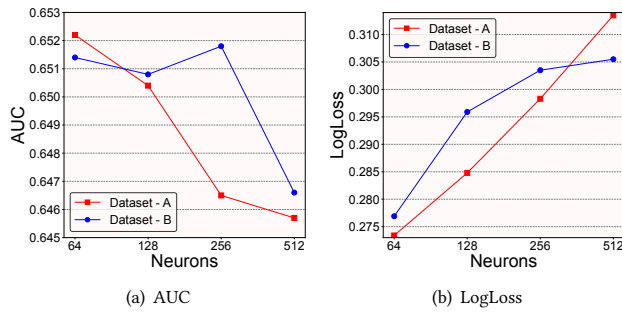 0.653
0.652
0.651
0.650
0.649
0.648
0.647
0.646
0.645
AUC
Dataset - A
Dataset - B
64
128
256
512
Neurons
(a) AUC
0.310
0.305
0.300
0.295
0.290
0.285
0.280
0.275
LogLoss
Dataset - A
Dataset - B
64
128
256
512
Neurons
(b) LogLoss